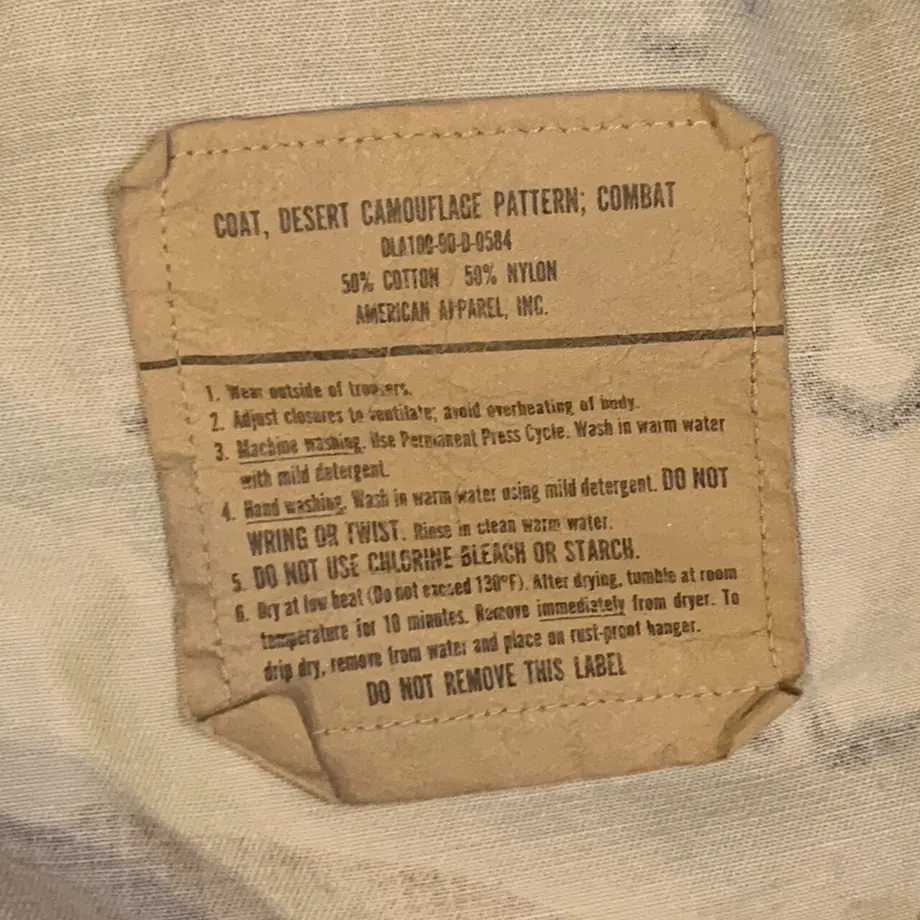 COAT, DESERT CAMOUFLAGE PATTERN; COMBAT
DLA100-90-D-0584
50% COTTON 50% NYLON
AMERICAN APPAREL, INC.
1. Wear outside of trousers.
2. Adjust closures to ventilate; avoid overheating of body.
3. Machine washing. Use Permanent Press Cycle. Wash in warm water
with mild detergent.
4. Hand washing. Wash in warm water using mild detergent. DO NOT
WRING OR TWIST. Rinse in clean warm water.
5. DO NOT USE CHLORINE BLEACH OR STARCH.
6. Dry at low heat (Do not exceed 130°F). After drying, tumble at room
temperature for 10 minutes. Remove immediately from dryer. To
drip dry, remove from water and place on rust-proof hanger.
DO NOT REMOVE THIS LABEL